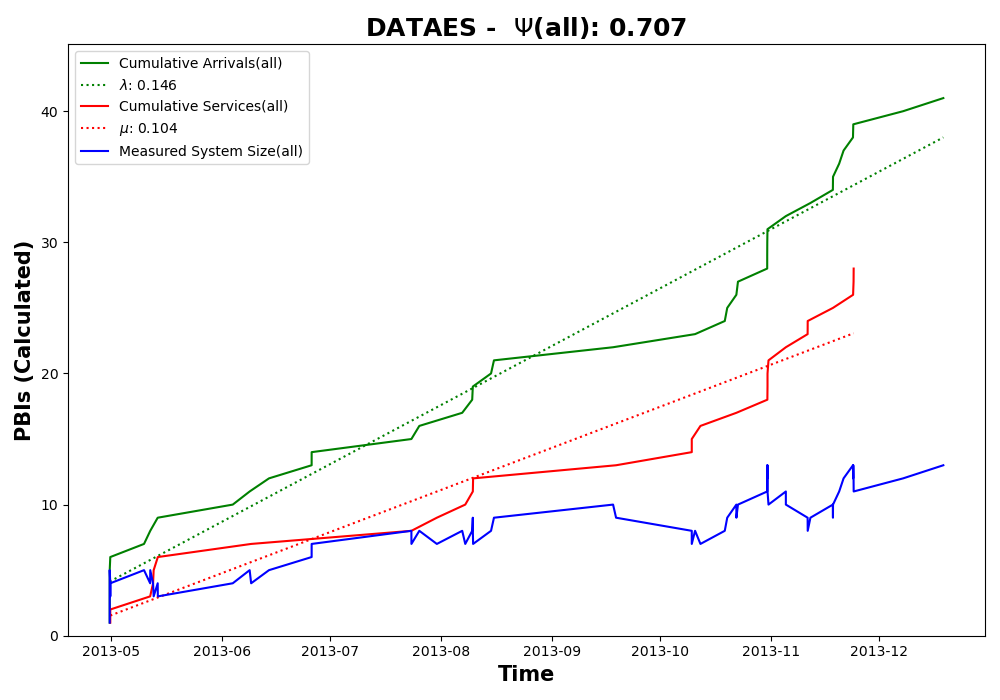 DATAES -  Ψ(all): 0.707
Cumulative Arrivals(all)
λ: 0.146
Cumulative Services(all)
μ: 0.104
Measured System Size(all)
PBIs (Calculated)
40
30
20
10
0
2013-05 2013-06 2013-07 2013-08 2013-09 2013-10 2013-11 2013-12
Time